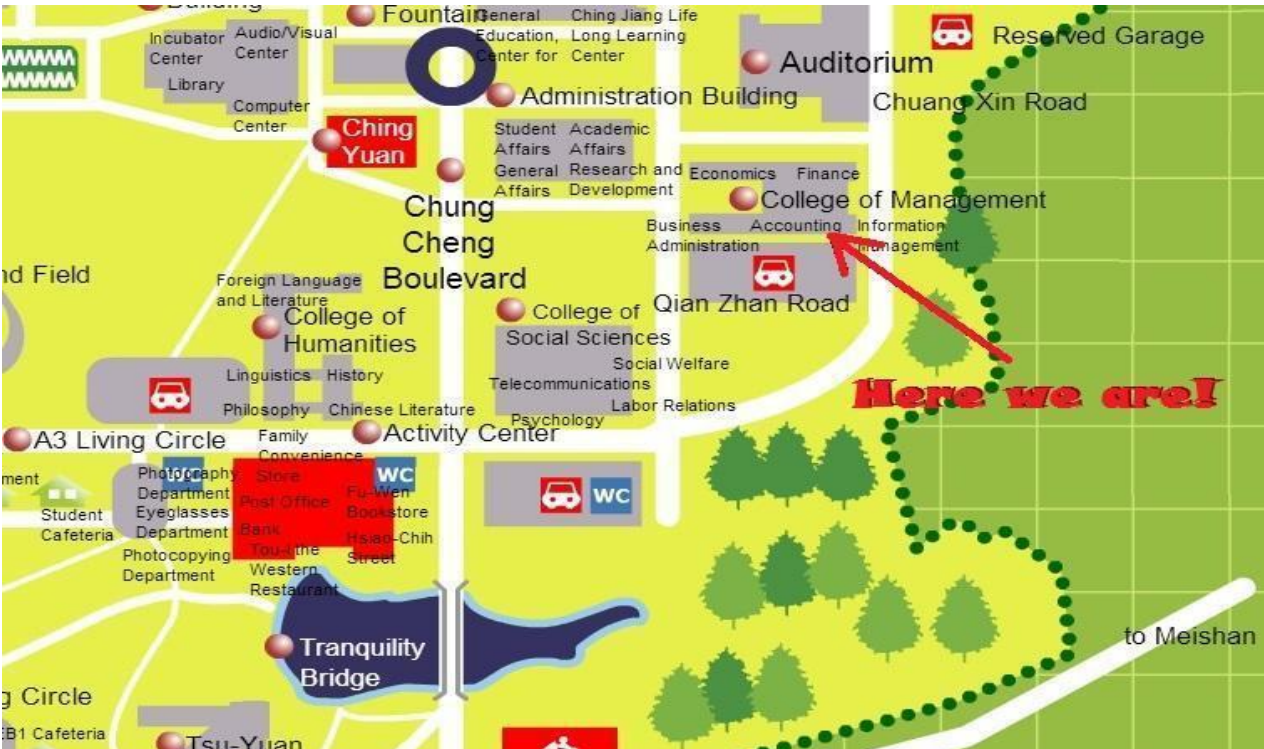 Building
Fountain
General
Education,
Center for
Ching Jiang Life
Long Learning
Center
Incubator
Center
Audio/Visual
Center
Library
Computer
Center
Reserved Garage
Auditorium
Administration Building
Chuang Xin Road
Ching
Yuan
Student
Affairs
General
Affairs
Academic
Affairs
Research and
Development
Economics
Finance
College of Management
Business
Administration
Accounting
Information
Management
Chung
Cheng
Boulevard
nd Field
Foreign Language
and Literature
College of
Humanities
Linguistics
History
Philosophy
Chinese Literature
Qian Zhan Road
College of
Social Sciences
Social Welfare
Telecommunications
Labor Relations
Psychology
Here we are!
A3 Living Circle
Activity Center
Family
Convenience
Store
WC
WC
WC
ment
Student
Cafeteria
Photography
Department
Eyeglasses
Department
Photocopying
Department
Post Office
Bank
Tou-I the
Western
Restaurant
Fu-Wen
Bookstore
Hsiao-Chih
Street
Tranquility
Bridge
to Meishan
g Circle
EB1 Cafeteria
Tsu-Yuan